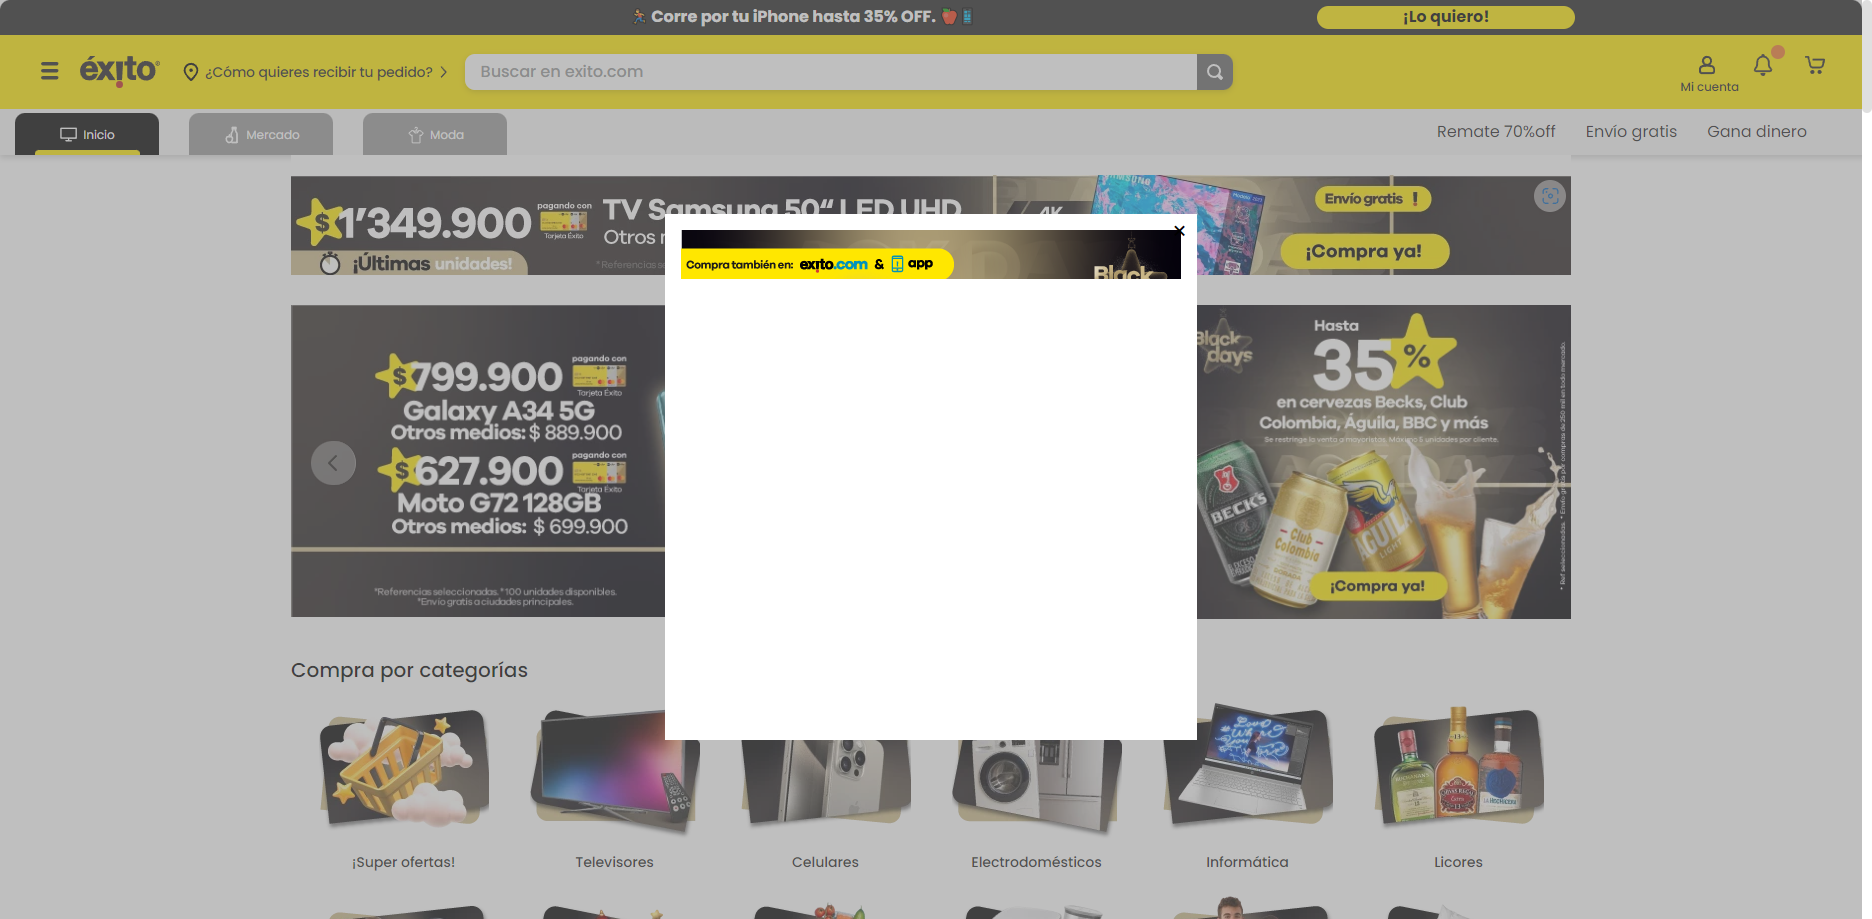 Corre por tu iPhone hasta 35% OFF.
¡Lo quiero!
éxito
¿Cómo quieres recibir tu pedido?
Buscar en exito.com
Mi cuenta
Inicio
Mercado
Moda
Remate 70%off
Envío gratis
Gana dinero
$1'349.900
pagando con
Tarjeta Éxito
¡Últimas unidades!
TV Samsung 50“ LED UHD
Otros
*Referencias
4K
Envío gratis !
¡Compra ya!
Compra también en: exito.com & app
Black
$799.900
pagando con
Tarjeta Éxito
Galaxy A34 5G
Otros medios: $ 889.900
$627.900
pagando con
Tarjeta Éxito
Moto G72 128GB
Otros medios: $ 699.900
*Referencias seleccionadas. *100 unidades disponibles.
*Envío gratis a ciudades principales.
Black
days
Hasta
35%
en cervezas Becks, Club
Colombia, Águila, BBC y más
Se restringe la venta a mayoristas. Máximo 6 unidades por cliente.
BECK'S
Club
Colombia
DORADA
AGUILA
LIGHT
¡Compra ya!
Compra por categorías
¡Super ofertas!
Televisores
Celulares
Electrodomésticos
Informática
Licores